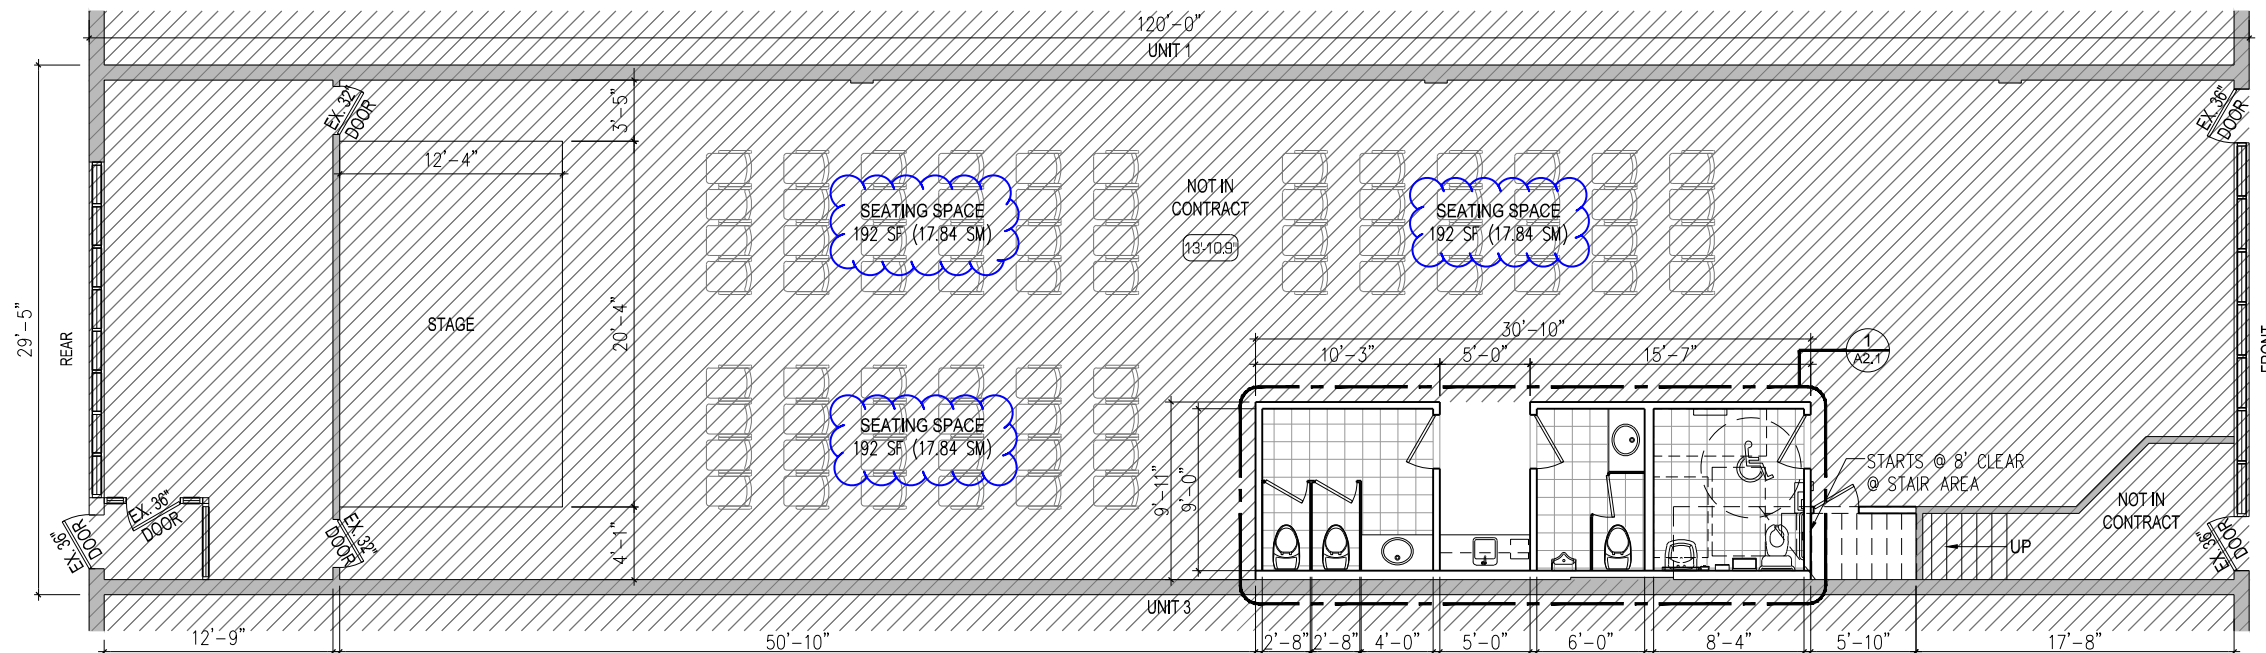 120'-0"
UNIT 1
EX. 32"
DOOR
3'-5"
EX. 36"
DOOR
12'-4"
NOT IN
CONTRACT
13'-10.9"
SEATING SPACE
192 SF (17.84 SM)
SEATING SPACE
192 SF (17.84 SM)
29'-5"
REAR
STAGE
20'-4"
30'-10"
10'-3"
5'-0"
15'-7"
1
A2.1
FRONT
SEATING SPACE
192 SF (17.84 SM)
9'-11"
9'-0"
STARTS @ 8' CLEAR
@ STAIR AREA
NOT IN
CONTRACT
EX. 36"
DOOR
EX. 36"
DOOR
EX. 32"
DOOR
4'-1"
UP
EX. 36"
DOOR
UNIT 3
12'-9"
50'-10"
2'-8"
2'-8"
4'-0"
5'-0"
6'-0"
8'-4"
5'-10"
17'-8"